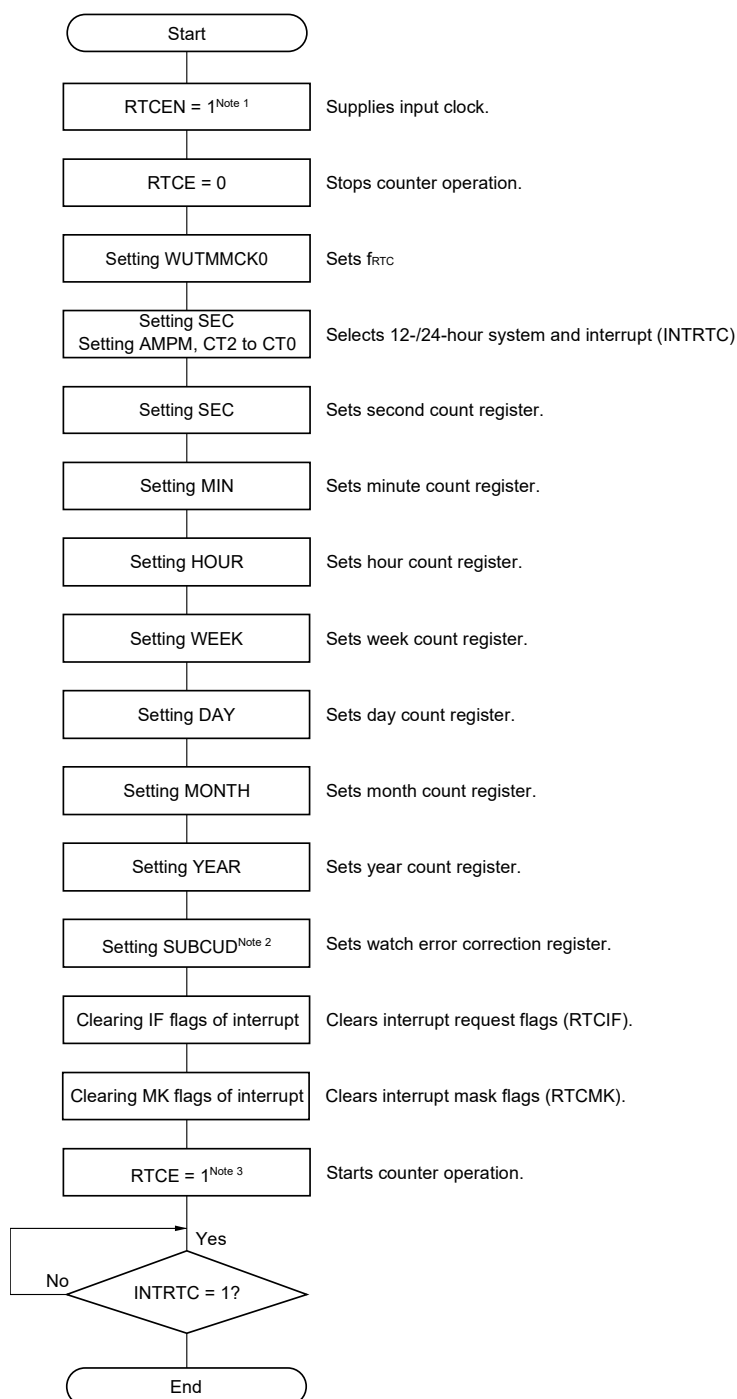 Start
RTCEN = 1Note 1 Supplies input clock.
RTCE = 0 Stops counter operation.
Setting WUTMMCK0 Sets fRTC
Setting SEC
Setting AMPM, CT2 to CT0 Selects 12-/24-hour system and interrupt (INTRTC)
Setting SEC Sets second count register.
Setting MIN Sets minute count register.
Setting HOUR Sets hour count register.
Setting WEEK Sets week count register.
Setting DAY Sets day count register.
Setting MONTH Sets month count register.
Setting YEAR Sets year count register.
Setting SUBCUDNote 2 Sets watch error correction register.
Clearing IF flags of interrupt Clears interrupt request flags (RTCIF).
Clearing MK flags of interrupt Clears interrupt mask flags (RTCMK).
RTCE = 1Note 3 Starts counter operation.
Yes
No
INTRTC = 1?
End